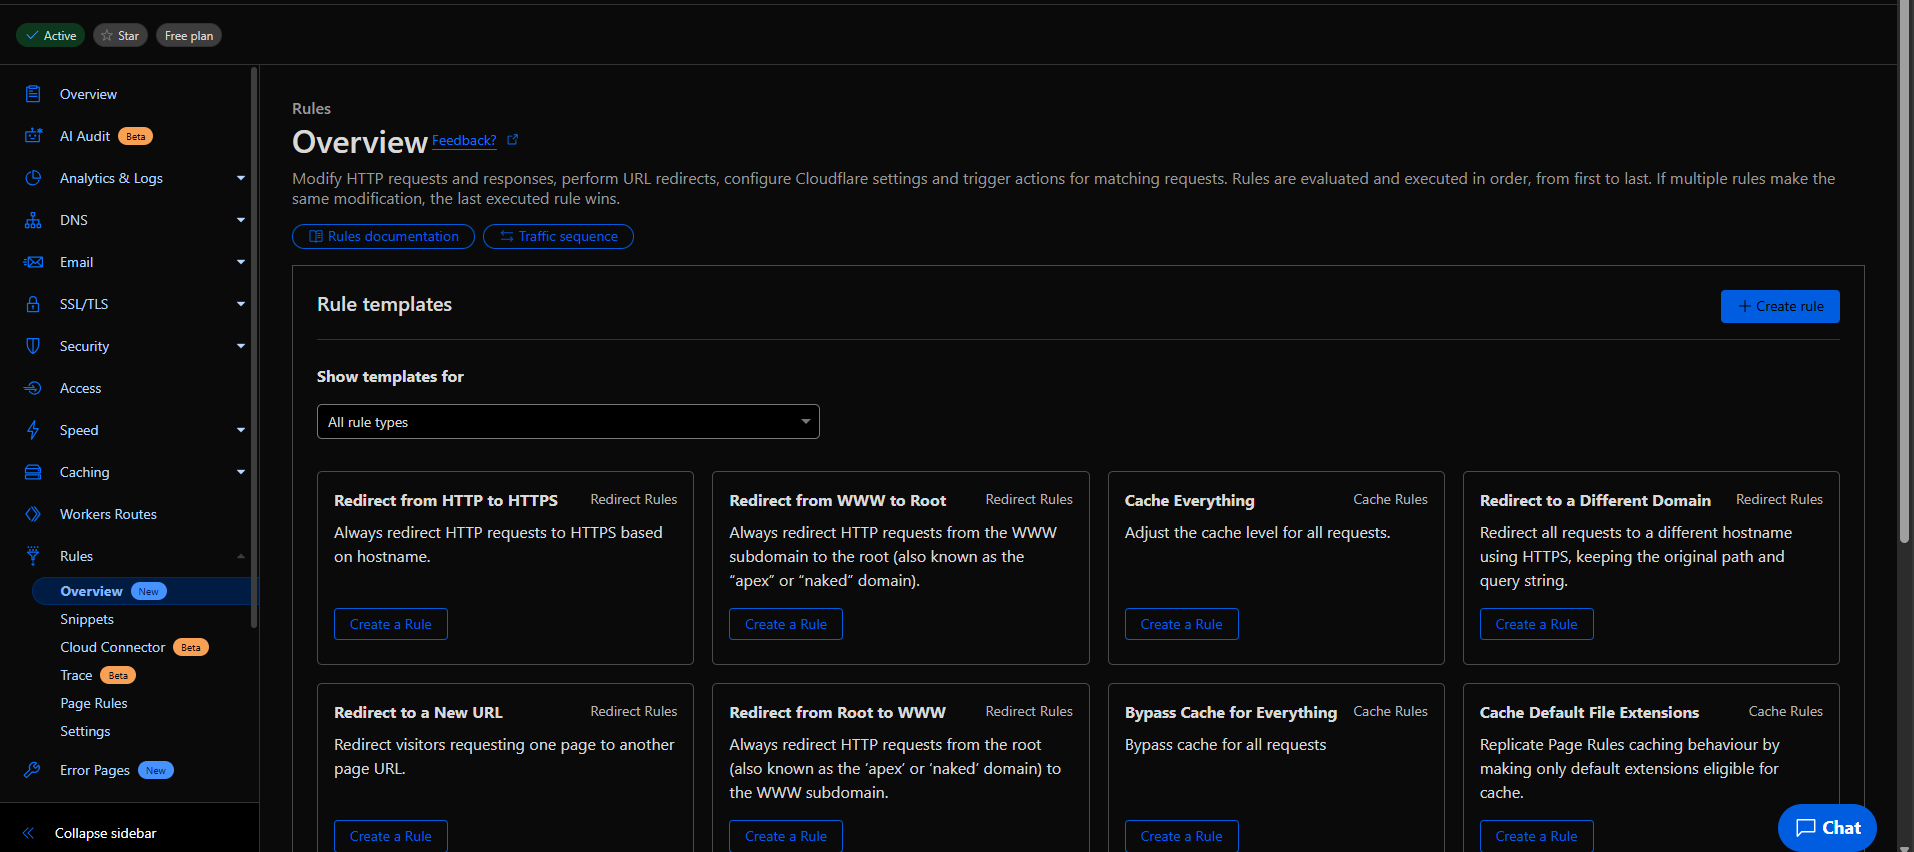 Active
Star
Free plan
Overview
AI Audit Beta
Analytics & Logs
DNS
Email
SSL/TLS
Security
Access
Speed
Caching
Workers Routes
Rules
Overview New
Snippets
Cloud Connector Beta
Trace Beta
Page Rules
Settings
Error Pages New
Collapse sidebar
Rules
Overview Feedback?
Modify HTTP requests and responses, perform URL redirects, configure Cloudflare settings and trigger actions for matching requests. Rules are evaluated and executed in order, from first to last. If multiple rules make the
same modification, the last executed rule wins.
Rules documentation
Traffic sequence
Rule templates
+ Create rule
Show templates for
All rule types
Redirect from HTTP to HTTPS
Redirect Rules
Always redirect HTTP requests to HTTPS based
on hostname.
Create a Rule
Redirect from WWW to Root
Redirect Rules
Always redirect HTTP requests from the WWW
subdomain to the root (also known as the
“apex” or “naked” domain).
Create a Rule
Cache Everything
Cache Rules
Adjust the cache level for all requests.
Create a Rule
Redirect to a Different Domain
Redirect Rules
Redirect all requests to a different hostname
using HTTPS, keeping the original path and
query string.
Create a Rule
Redirect to a New URL
Redirect Rules
Redirect visitors requesting one page to another
page URL.
Create a Rule
Redirect from Root to WWW
Redirect Rules
Always redirect HTTP requests from the root
(also known as the ‘apex’ or ‘naked’ domain) to
the WWW subdomain.
Create a Rule
Bypass Cache for Everything
Cache Rules
Bypass cache for all requests
Create a Rule
Cache Default File Extensions
Cache Rules
Replicate Page Rules caching behaviour by
making only default extensions eligible for
cache.
Create a Rule
Chat